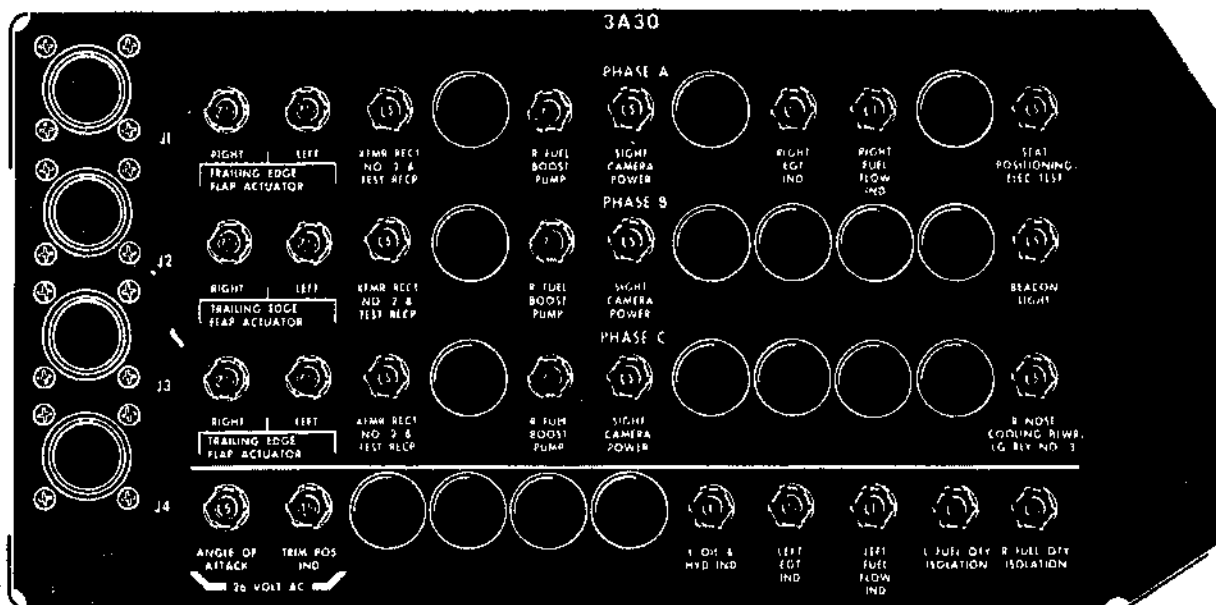 3A30
PHASE A
J1
RIGHT LEFT
TRAILING EDGE
FLAP ACTUATOR
XFMR RECT
NO. 2 &
TEST RECP
R FUEL
BOOST
PUMP
SIGHT
CAMERA
POWER
RIGHT
EGT
IND
RIGHT
FUEL
FLOW
IND
SEAT
POSITIONING,
ELEC TEST
PHASE B
J2
RIGHT LEFT
TRAILING EDGE
FLAP ACTUATOR
XFMR RECT
NO. 2 &
TEST RECP
R FUEL
BOOST
PUMP
SIGHT
CAMERA
POWER
BEACON
LIGHT
PHASE C
J3
RIGHT LEFT
TRAILING EDGE
FLAP ACTUATOR
XFMR RECT
NO. 2 &
TEST RECP
R FUEL
BOOST
PUMP
SIGHT
CAMERA
POWER
R NOSE
COOLING BLWR,
LG RLY NO.
J4
ANGLE OF
ATTACK
TRIM POS
IND
26 VOLT AC
OIL &
HYD IND
LEFT
EGT
IND
LEFT
FUEL
FLOW
IND
L FUEL QTY
ISOLATION
R FUEL QTY
ISOLATION